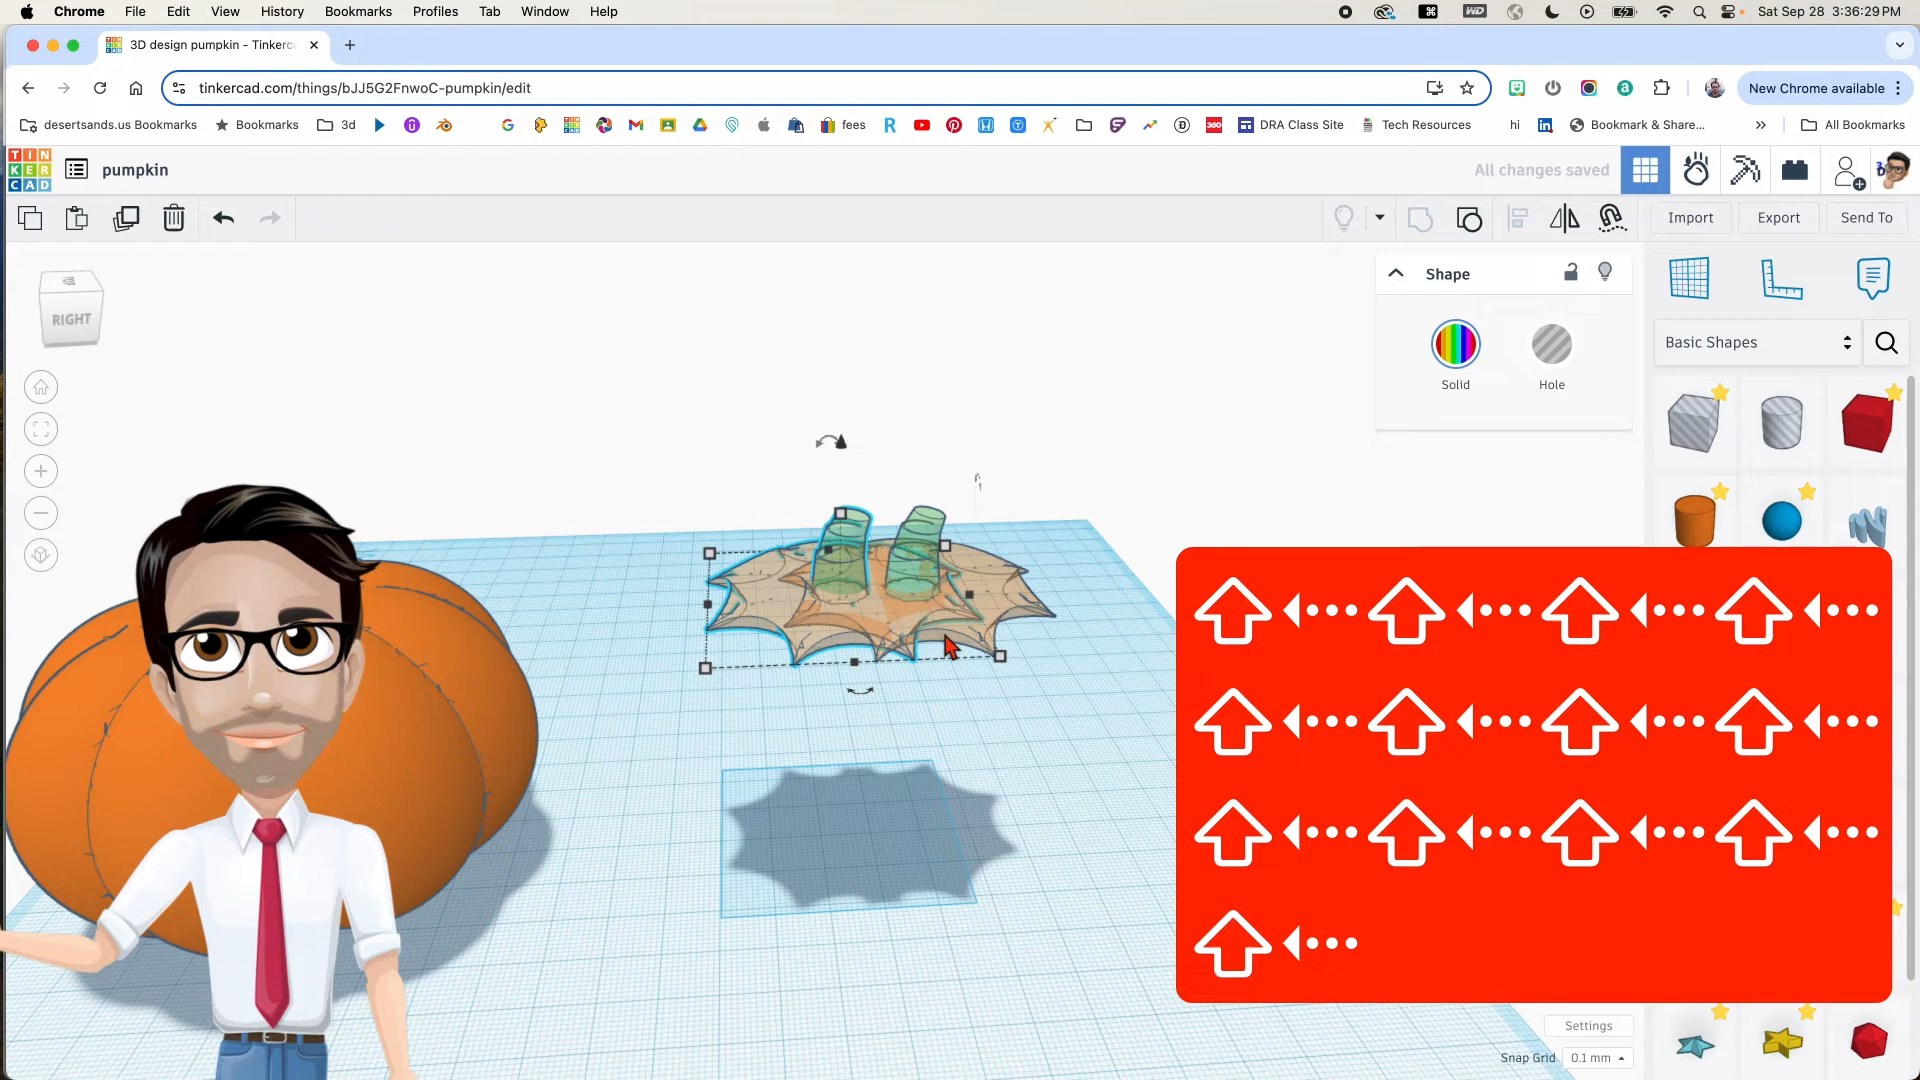 Chrome File Edit View History Bookmarks Profiles Tab Window Help WD Sat Sep 28 3:36:29 PM
3D design pumpkin - Tinkerc
tinkercad.com/things/bJJ5G2FnwoC-pumpkin/edit New Chrome available
desertsands.us Bookmarks Bookmarks 3d fees DRA Class Site Tech Resources hi Bookmark & Share... All Bookmarks
TIN
KER
CAD
pumpkin All changes saved
Import Export Send To
Shape
RIGHT
Basic Shapes
Solid Hole
Settings
Snap Grid 0.1 mm